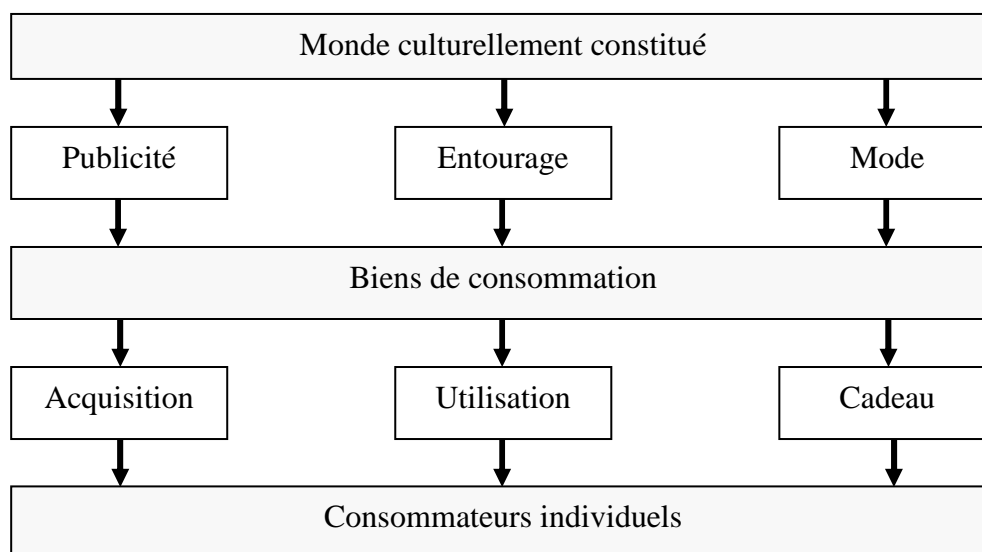 Monde culturellement constitué
Publicité
Entourage
Mode
Biens de consommation
Acquisition
Utilisation
Cadeau
Consommateurs individuels